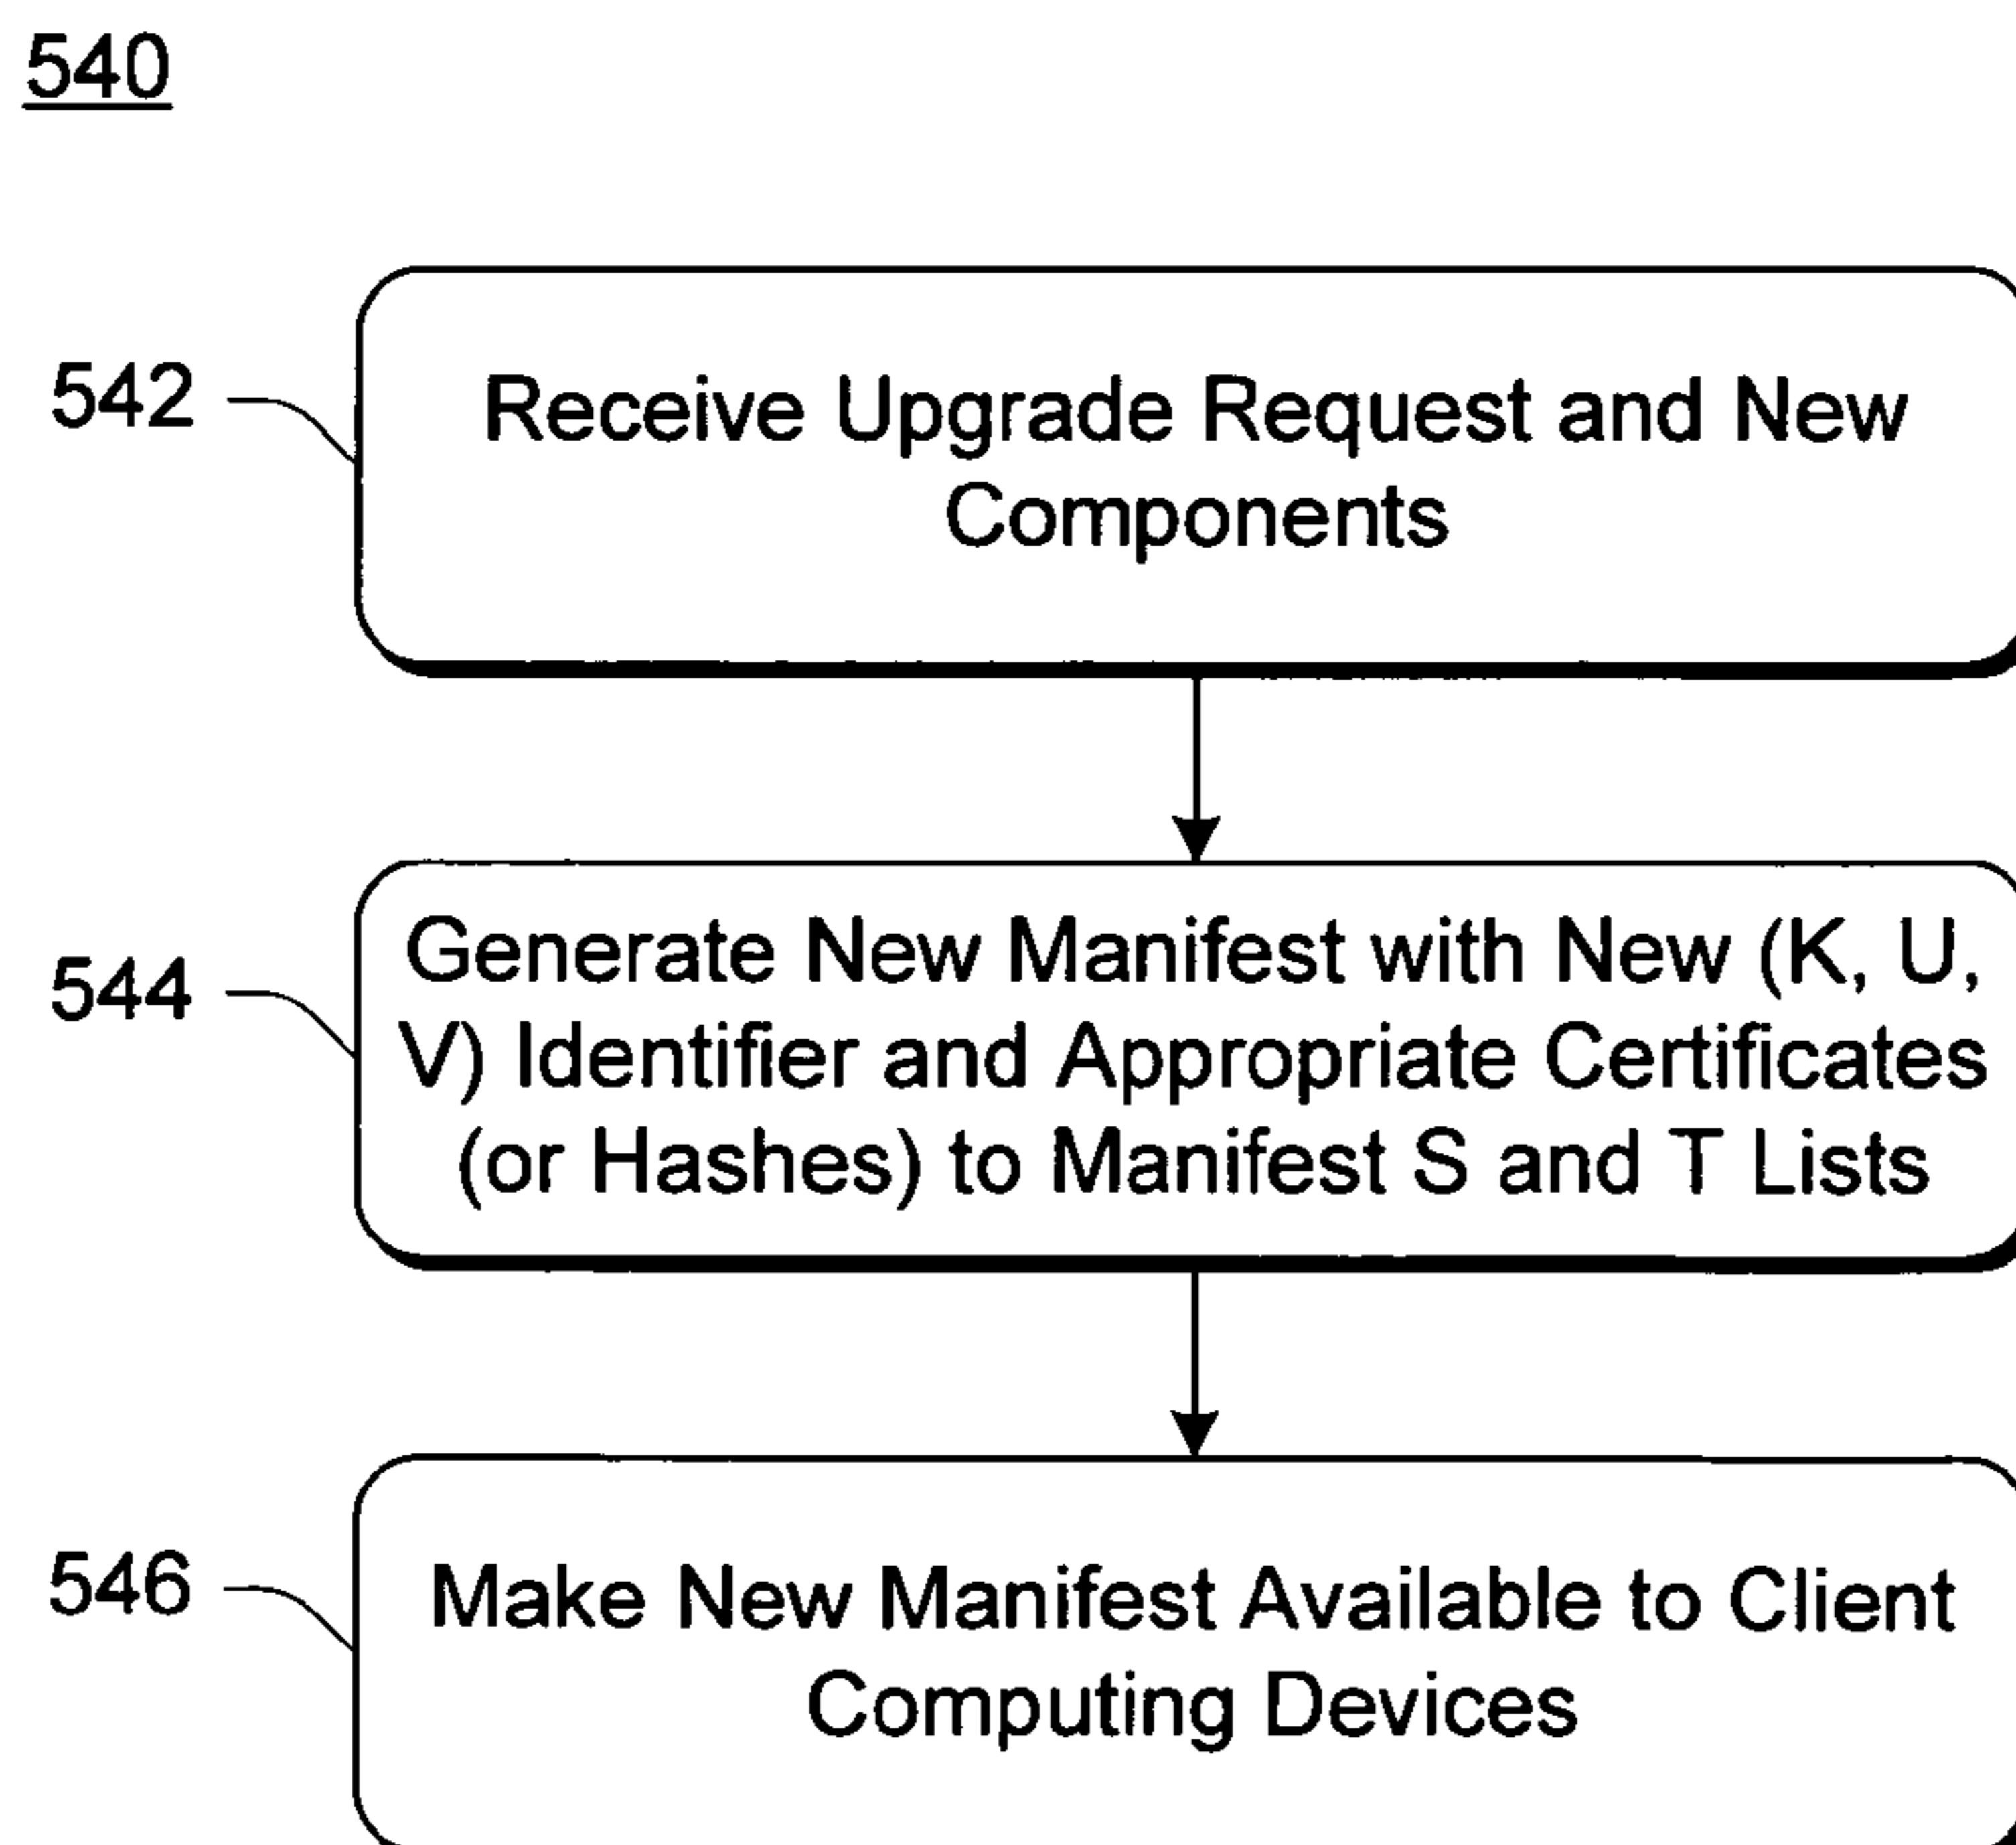 540
542
Receive Upgrade Request and New
Components
544
Generate New Manifest with New (K, U,
V) Identifier and Appropriate Certificates
(or Hashes) to Manifest S and T Lists
546
Make New Manifest Available to Client
Computing Devices